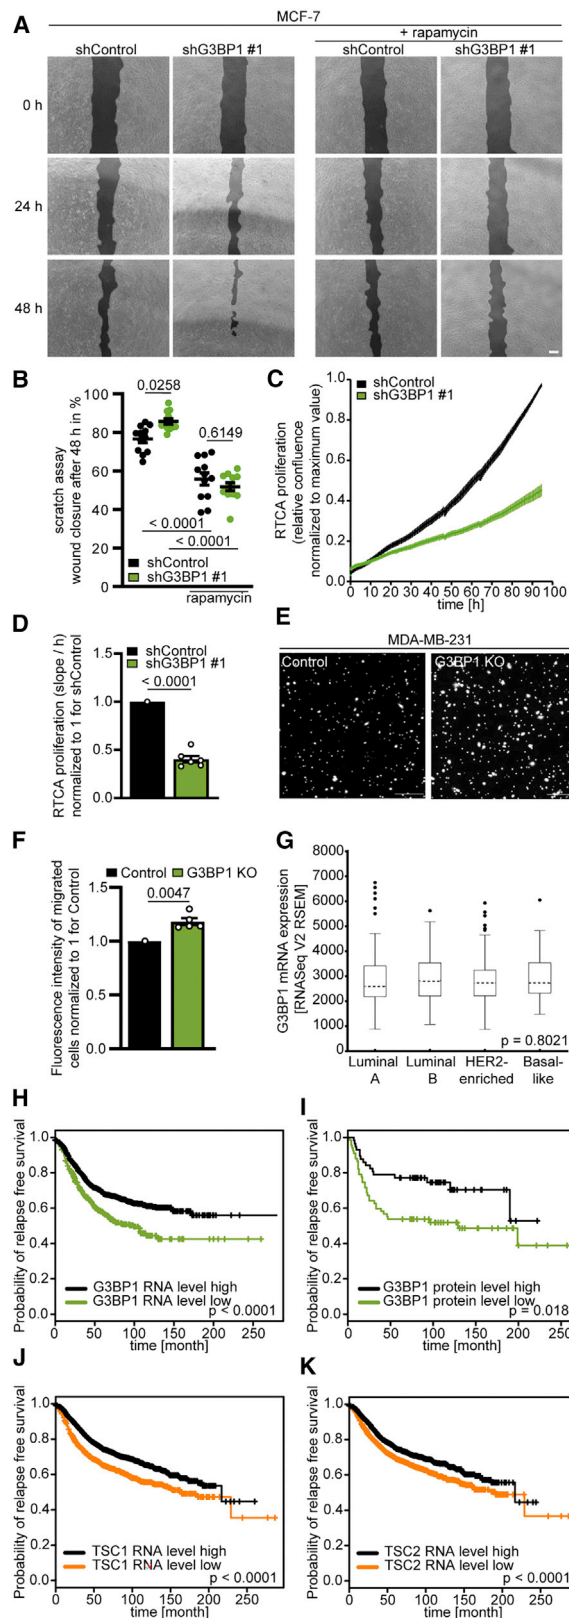 A
MCF-7
+ rapamycin
shControl
shG3BP1 #1
shControl
shG3BP1 #1
0 h
24 h
48 h
B
scratch assay
wound closure after 48 h in %
100
80
60
40
20
0
0.0258
0.6149
< 0.0001
< 0.0001
shControl
shG3BP1 #1
rapamycin
C
shControl
shG3BP1 #1
RTCA proliferation
(relative confluence
normalized to maximum value)
1.0
0.8
0.6
0.4
0.2
0
0 10 20 30 40 50 60 70 80 90 100
time [h]
D
RTCA proliferation (slope / h)
normalized to 1 for shControl
shControl
shG3BP1 #1
< 0.0001
1.5
1.0
0.5
0.0
E
MDA-MB-231
Control
G3BP1 KO
F
Fluorescence intensity of migrated
cells normalized to 1 for Control
Control
G3BP1 KO
0.0047
1.5
1.0
0.5
0.0
G
G3BP1 mRNA expression
[RNASeq V2 RSEM]
8000
7000
6000
5000
4000
3000
2000
1000
0
p = 0.8021
Luminal A
Luminal B
HER2-enriched
Basal-like
H
Probability of relapse free survival
1.0
0.8
0.6
0.4
0.2
0.0
G3BP1 RNA level high
G3BP1 RNA level low
p < 0.0001
0 50 100 150 200 250
time [month]
I
Probability of relapse free survival
1.0
0.8
0.6
0.4
0.2
0.0
G3BP1 protein level high
G3BP1 protein level low
p = 0.018
0 50 100 150 200 250
time [month]
J
Probability of relapse free survival
1.0
0.8
0.6
0.4
0.2
0.0
TSC1 RNA level high
TSC1 RNA level low
p < 0.0001
0 50 100 150 200 250
time [month]
K
Probability of relapse free survival
1.0
0.8
0.6
0.4
0.2
0.0
TSC2 RNA level high
TSC2 RNA level low
p < 0.0001
0 50 100 150 200 250
time [month]